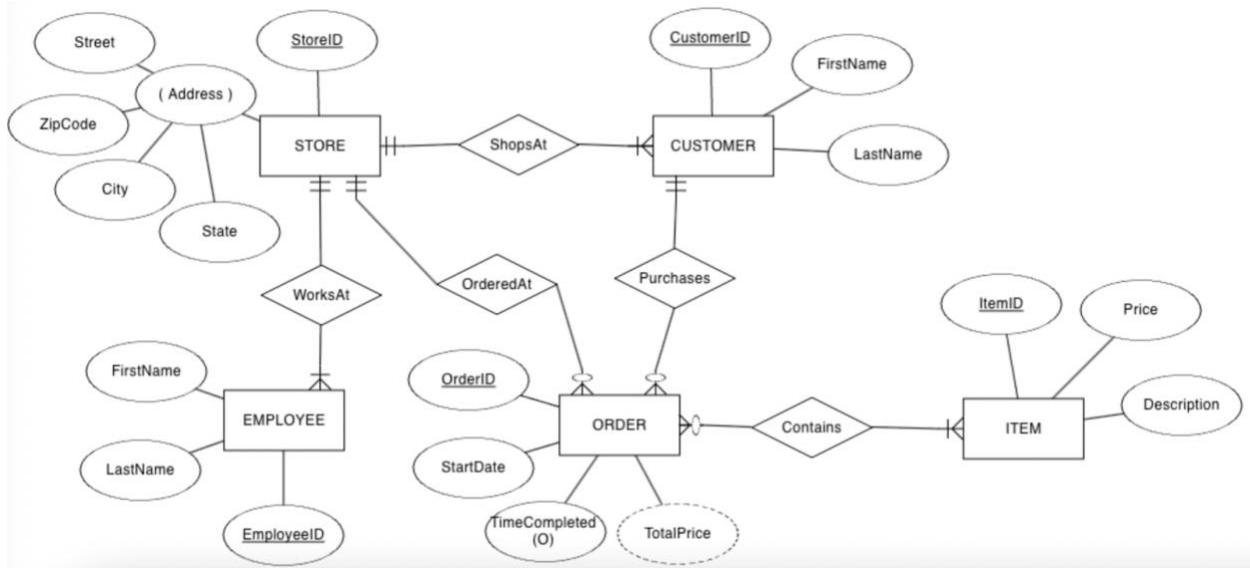 Street
StoreID
CustomerID
FirstName
( Address )
ZipCode
STORE
ShopsAt
CUSTOMER
LastName
City
State
WorksAt
OrderedAt
Purchases
ItemID
Price
FirstName
OrderID
Description
EMPLOYEE
ORDER
Contains
ITEM
LastName
StartDate
EmployeeID
TimeCompleted
(O)
TotalPrice